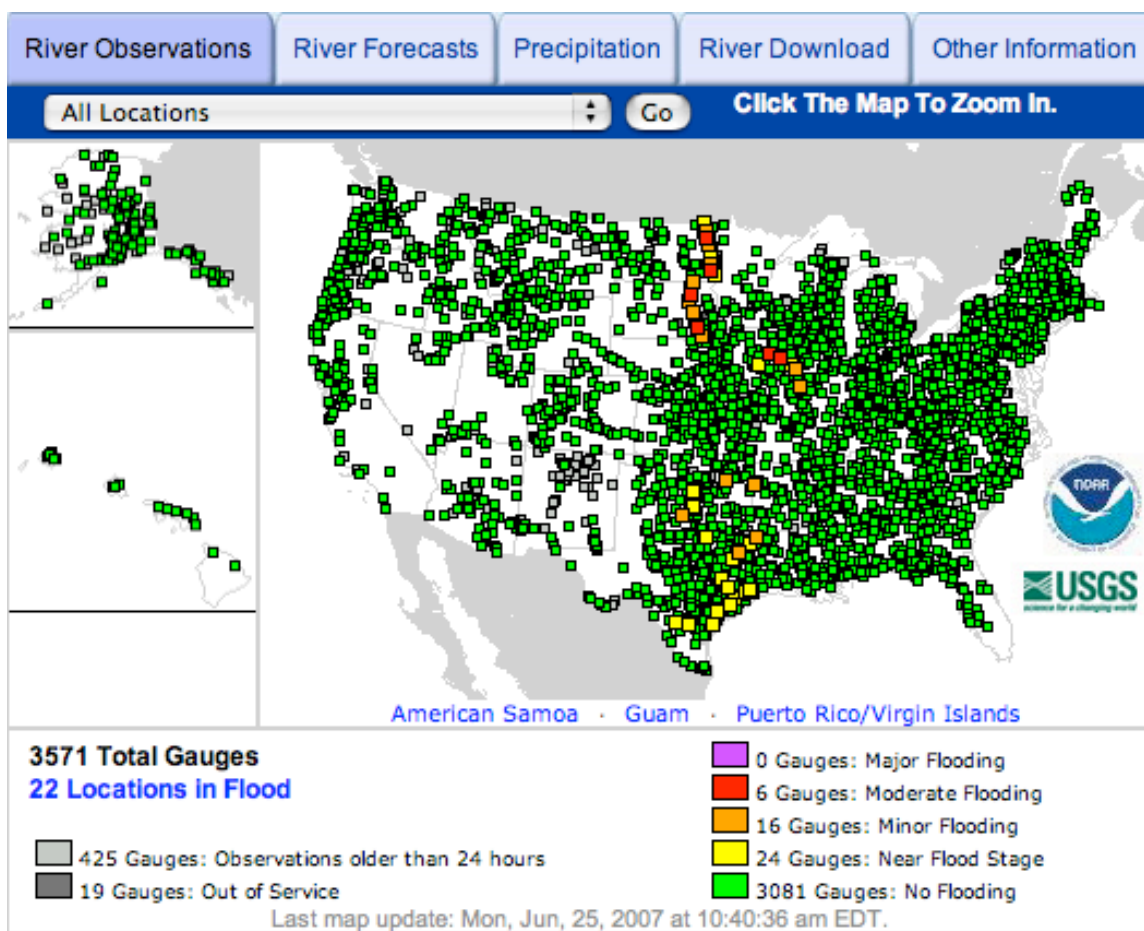 River Observations
River Forecasts
Precipitation
River Download
Other Information
All Locations
Go
Click The Map To Zoom In.
NOAA
USGS
science for a changing world
American Samoa · Guam · Puerto Rico/Virgin Islands
3571 Total Gauges
22 Locations in Flood
425 Gauges: Observations older than 24 hours
19 Gauges: Out of Service
0 Gauges: Major Flooding
6 Gauges: Moderate Flooding
16 Gauges: Minor Flooding
24 Gauges: Near Flood Stage
3081 Gauges: No Flooding
Last map update: Mon, Jun, 25, 2007 at 10:40:36 am EDT.